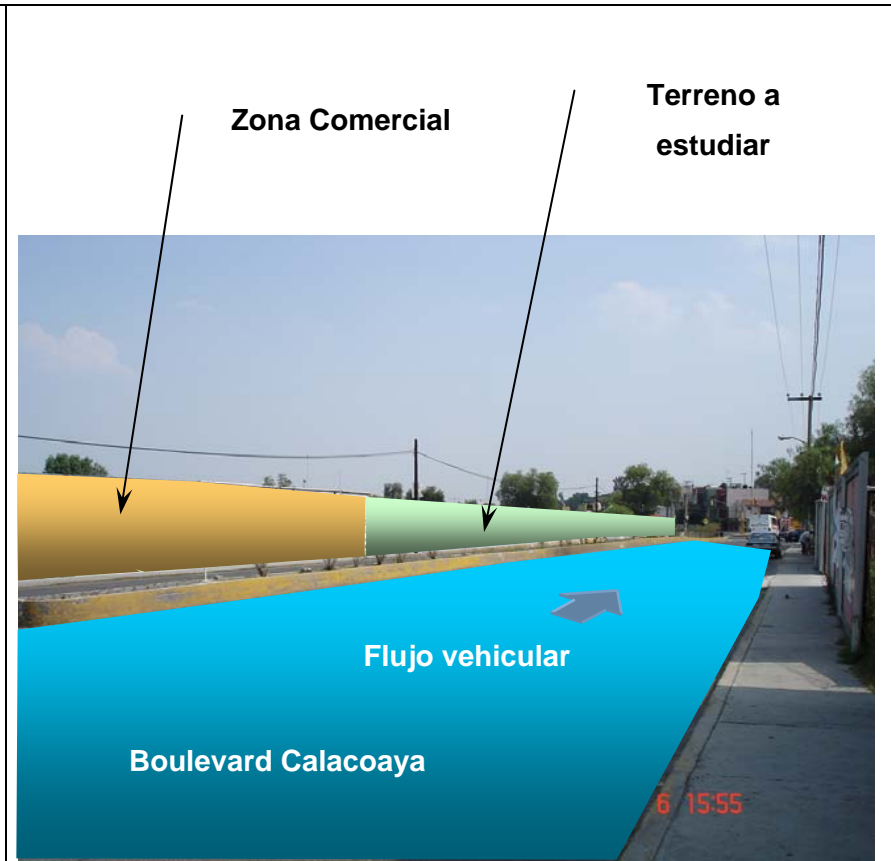 Zona Comercial
Terreno a
estudiar
Flujo vehicular
Boulevard Calacoaya
6 15:55